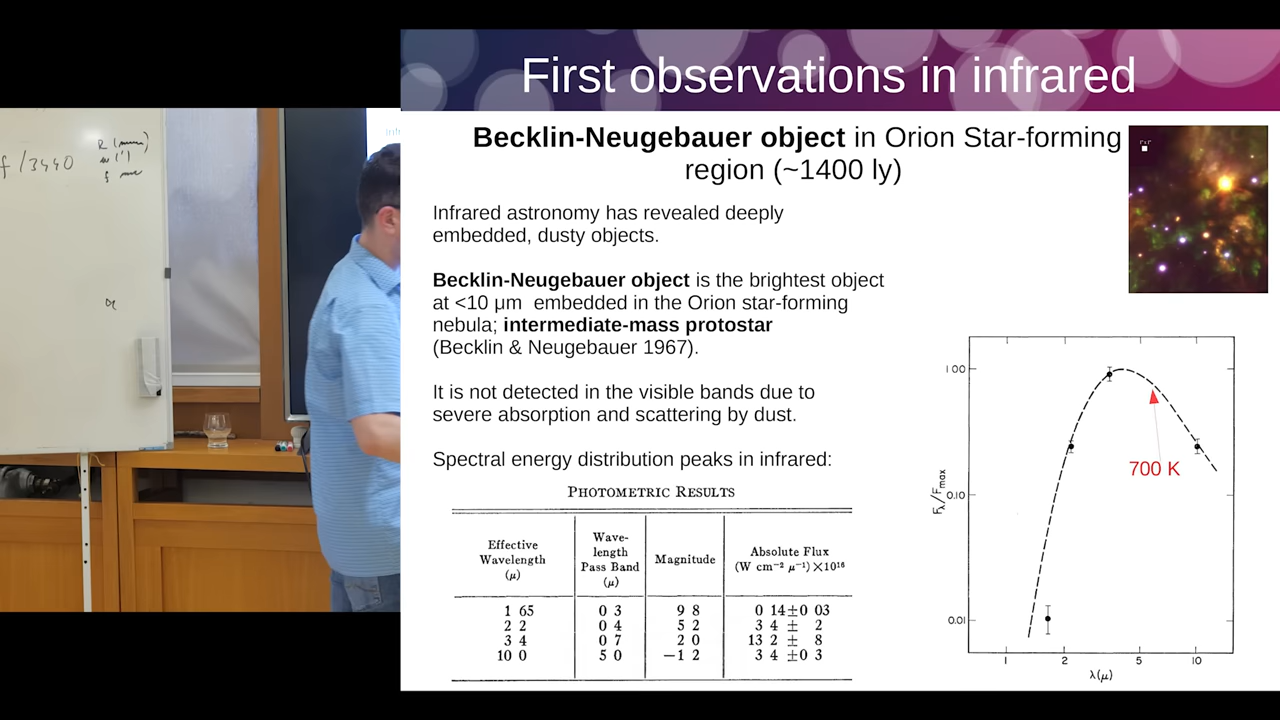 f /3440
First observations in infrared
Becklin-Neugebauer object in Orion Star-forming
region (~1400 ly)
Infrared astronomy has revealed deeply
embedded, dusty objects.
Becklin-Neugebauer object is the brightest object
at <10 μm embedded in the Orion star-forming
nebula; intermediate-mass protostar
(Becklin & Neugebauer 1967).
It is not detected in the visible bands due to
severe absorption and scattering by dust.
Spectral energy distribution peaks in infrared:
PHOTOMETRIC RESULTS
Effective Wavelength (μ) Wave-length Pass Band (μ) Magnitude Absolute Flux (W cm⁻² μ⁻¹)×10¹⁶
1 65 0 3 9 8 0 14±0 03
2 2 0 4 5 2 3 4 ± 2
3 4 0 7 2 0 13 2 ± 8
10 0 5 0 −1 2 3 4 ±0 3
1 00
0.10
0.01
Fλ/Fmax
700 K
1 2 5 10
λ(μ)